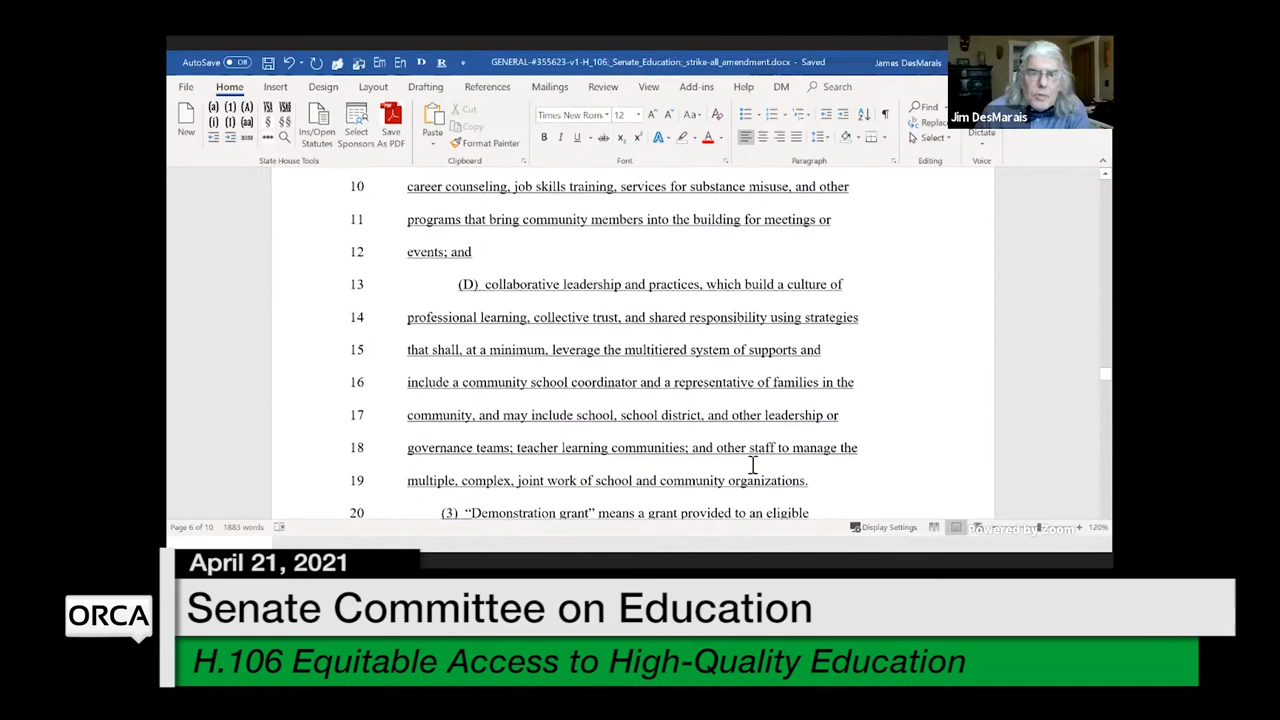 AutoSave Off GENERAL-#355623-v1-H_106,_Senate_Education;_strike-all_amendment.docx - Saved James DesMarais
File Home Insert Design Layout Drafting References Mailings Review View Add-ins Help DM Search
New Ins/Open Studies Select Sponsors Save As PDF Paste Cut Copy Format Painter Times New Rom 12 Find Replace Select Dictate
State House Tools Clipboard Font Paragraph Editing Voice
Jim DesMarais
10 career counseling, job skills training, services for substance misuse, and other
11 programs that bring community members into the building for meetings or
12 events; and
13 (D) collaborative leadership and practices, which build a culture of
14 professional learning, collective trust, and shared responsibility using strategies
15 that shall, at a minimum, leverage the multitiered system of supports and
16 include a community school coordinator and a representative of families in the
17 community, and may include school, school district, and other leadership or
18 governance teams; teacher learning communities; and other staff to manage the
19 multiple, complex, joint work of school and community organizations.
20 (3) “Demonstration grant” means a grant provided to an eligible
Page 6 of 10 1883 words Display Settings Powered by Zoom 120%
April 21, 2021
ORCA
Senate Committee on Education
H.106 Equitable Access to High-Quality Education